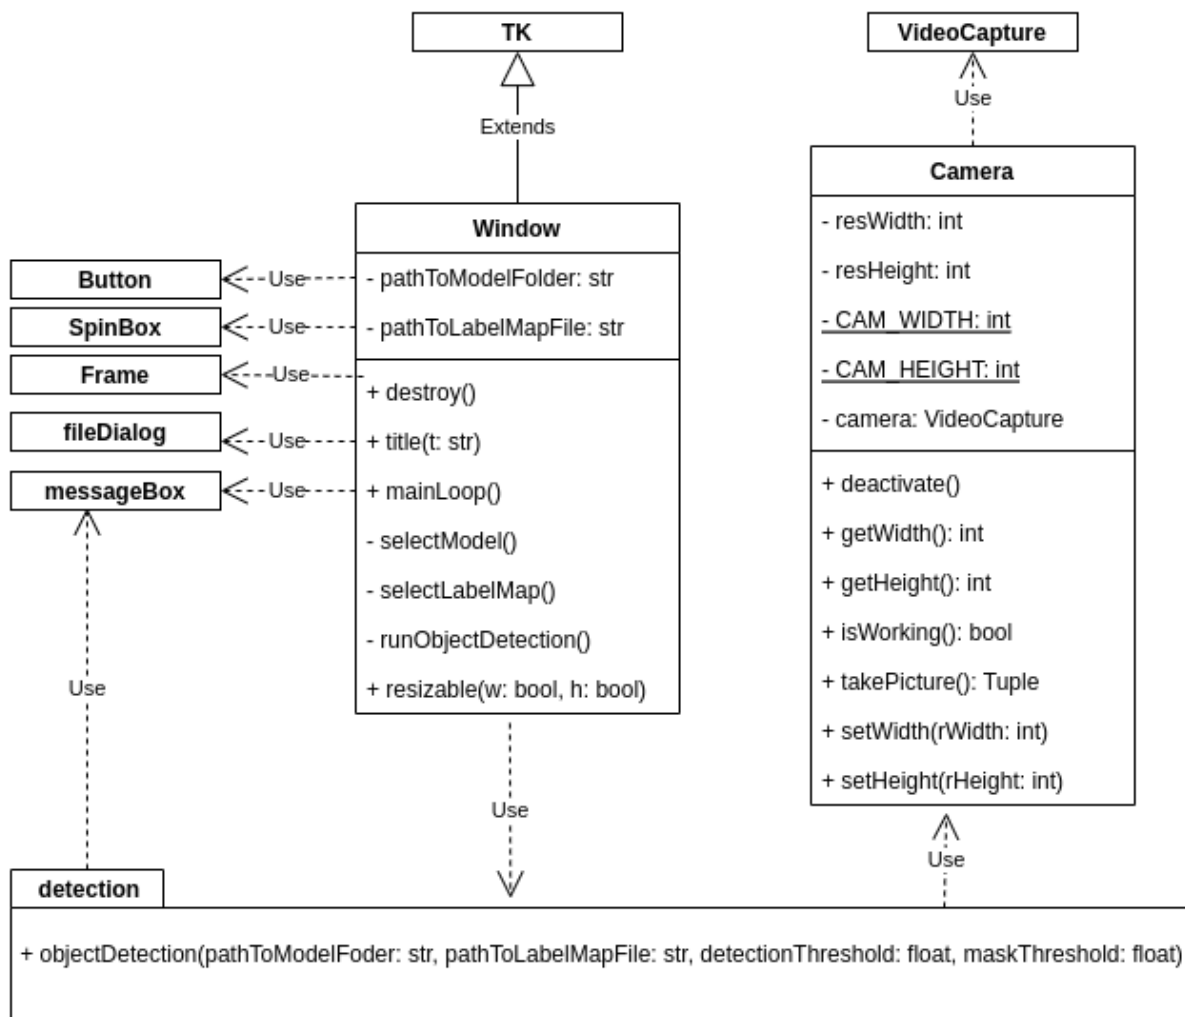 TK
VideoCapture
Extends
Use
Window
- pathToModelFolder: str
- pathToLabelMapFile: str
+ destroy()
+ title(t: str)
+ mainLoop()
- selectModel()
- selectLabelMap()
- runObjectDetection()
+ resizable(w: bool, h: bool)
Button
Use
SpinBox
Use
Frame
Use
fileDialog
Use
messageBox
Use
Camera
- resWidth: int
- resHeight: int
- CAM_WIDTH: int
- CAM_HEIGHT: int
- camera: VideoCapture
+ deactivate()
+ getWidth(): int
+ getHeight(): int
+ isWorking(): bool
+ takePicture(): Tuple
+ setWidth(rWidth: int)
+ setHeight(rHeight: int)
Use
Use
Use
detection
+ objectDetection(pathToModelFoder: str, pathToLabelMapFile: str, detectionThreshold: float, maskThreshold: float)